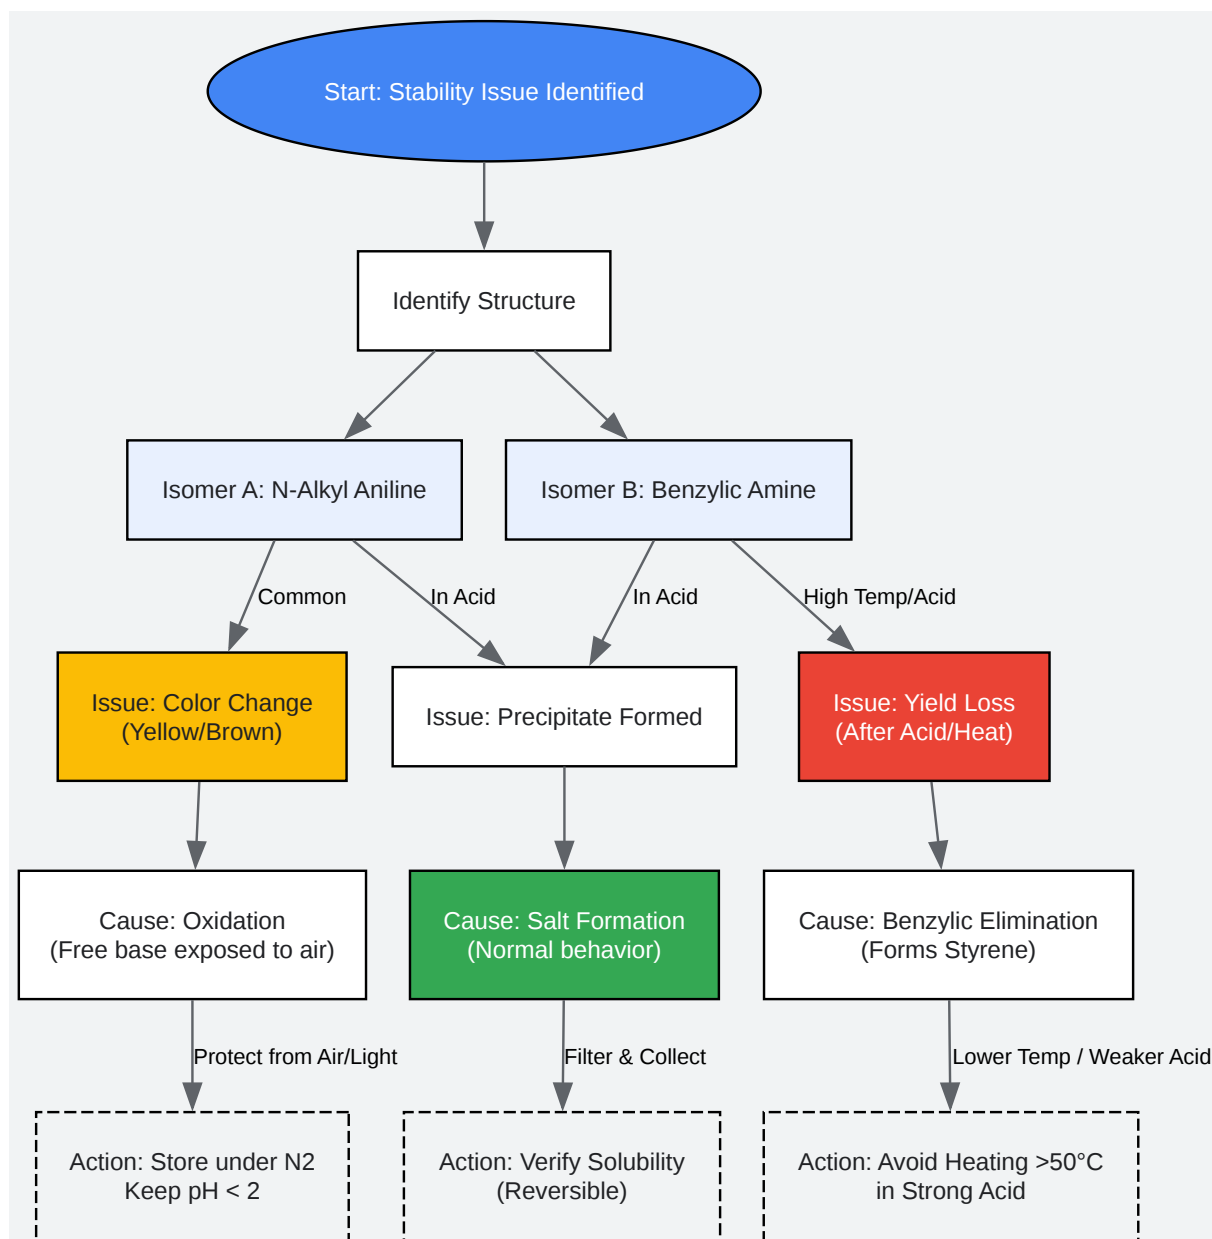 Start: Stability Issue Identified
Identify Structure
Isomer A: N-Alkyl Aniline
Isomer B: Benzylic Amine
Common
In Acid
In Acid
High Temp/Acid
Issue: Color Change
(Yellow/Brown)
Issue: Precipitate Formed
Issue: Yield Loss
(After Acid/Heat)
Cause: Oxidation
(Free base exposed to air)
Cause: Salt Formation
(Normal behavior)
Cause: Benzylic Elimination
(Forms Styrene)
Protect from Air/Light
Filter & Collect
Lower Temp / Weaker Acid
Action: Store under N2
Keep pH < 2
Action: Verify Solubility
(Reversible)
Action: Avoid Heating >50°C
in Strong Acid